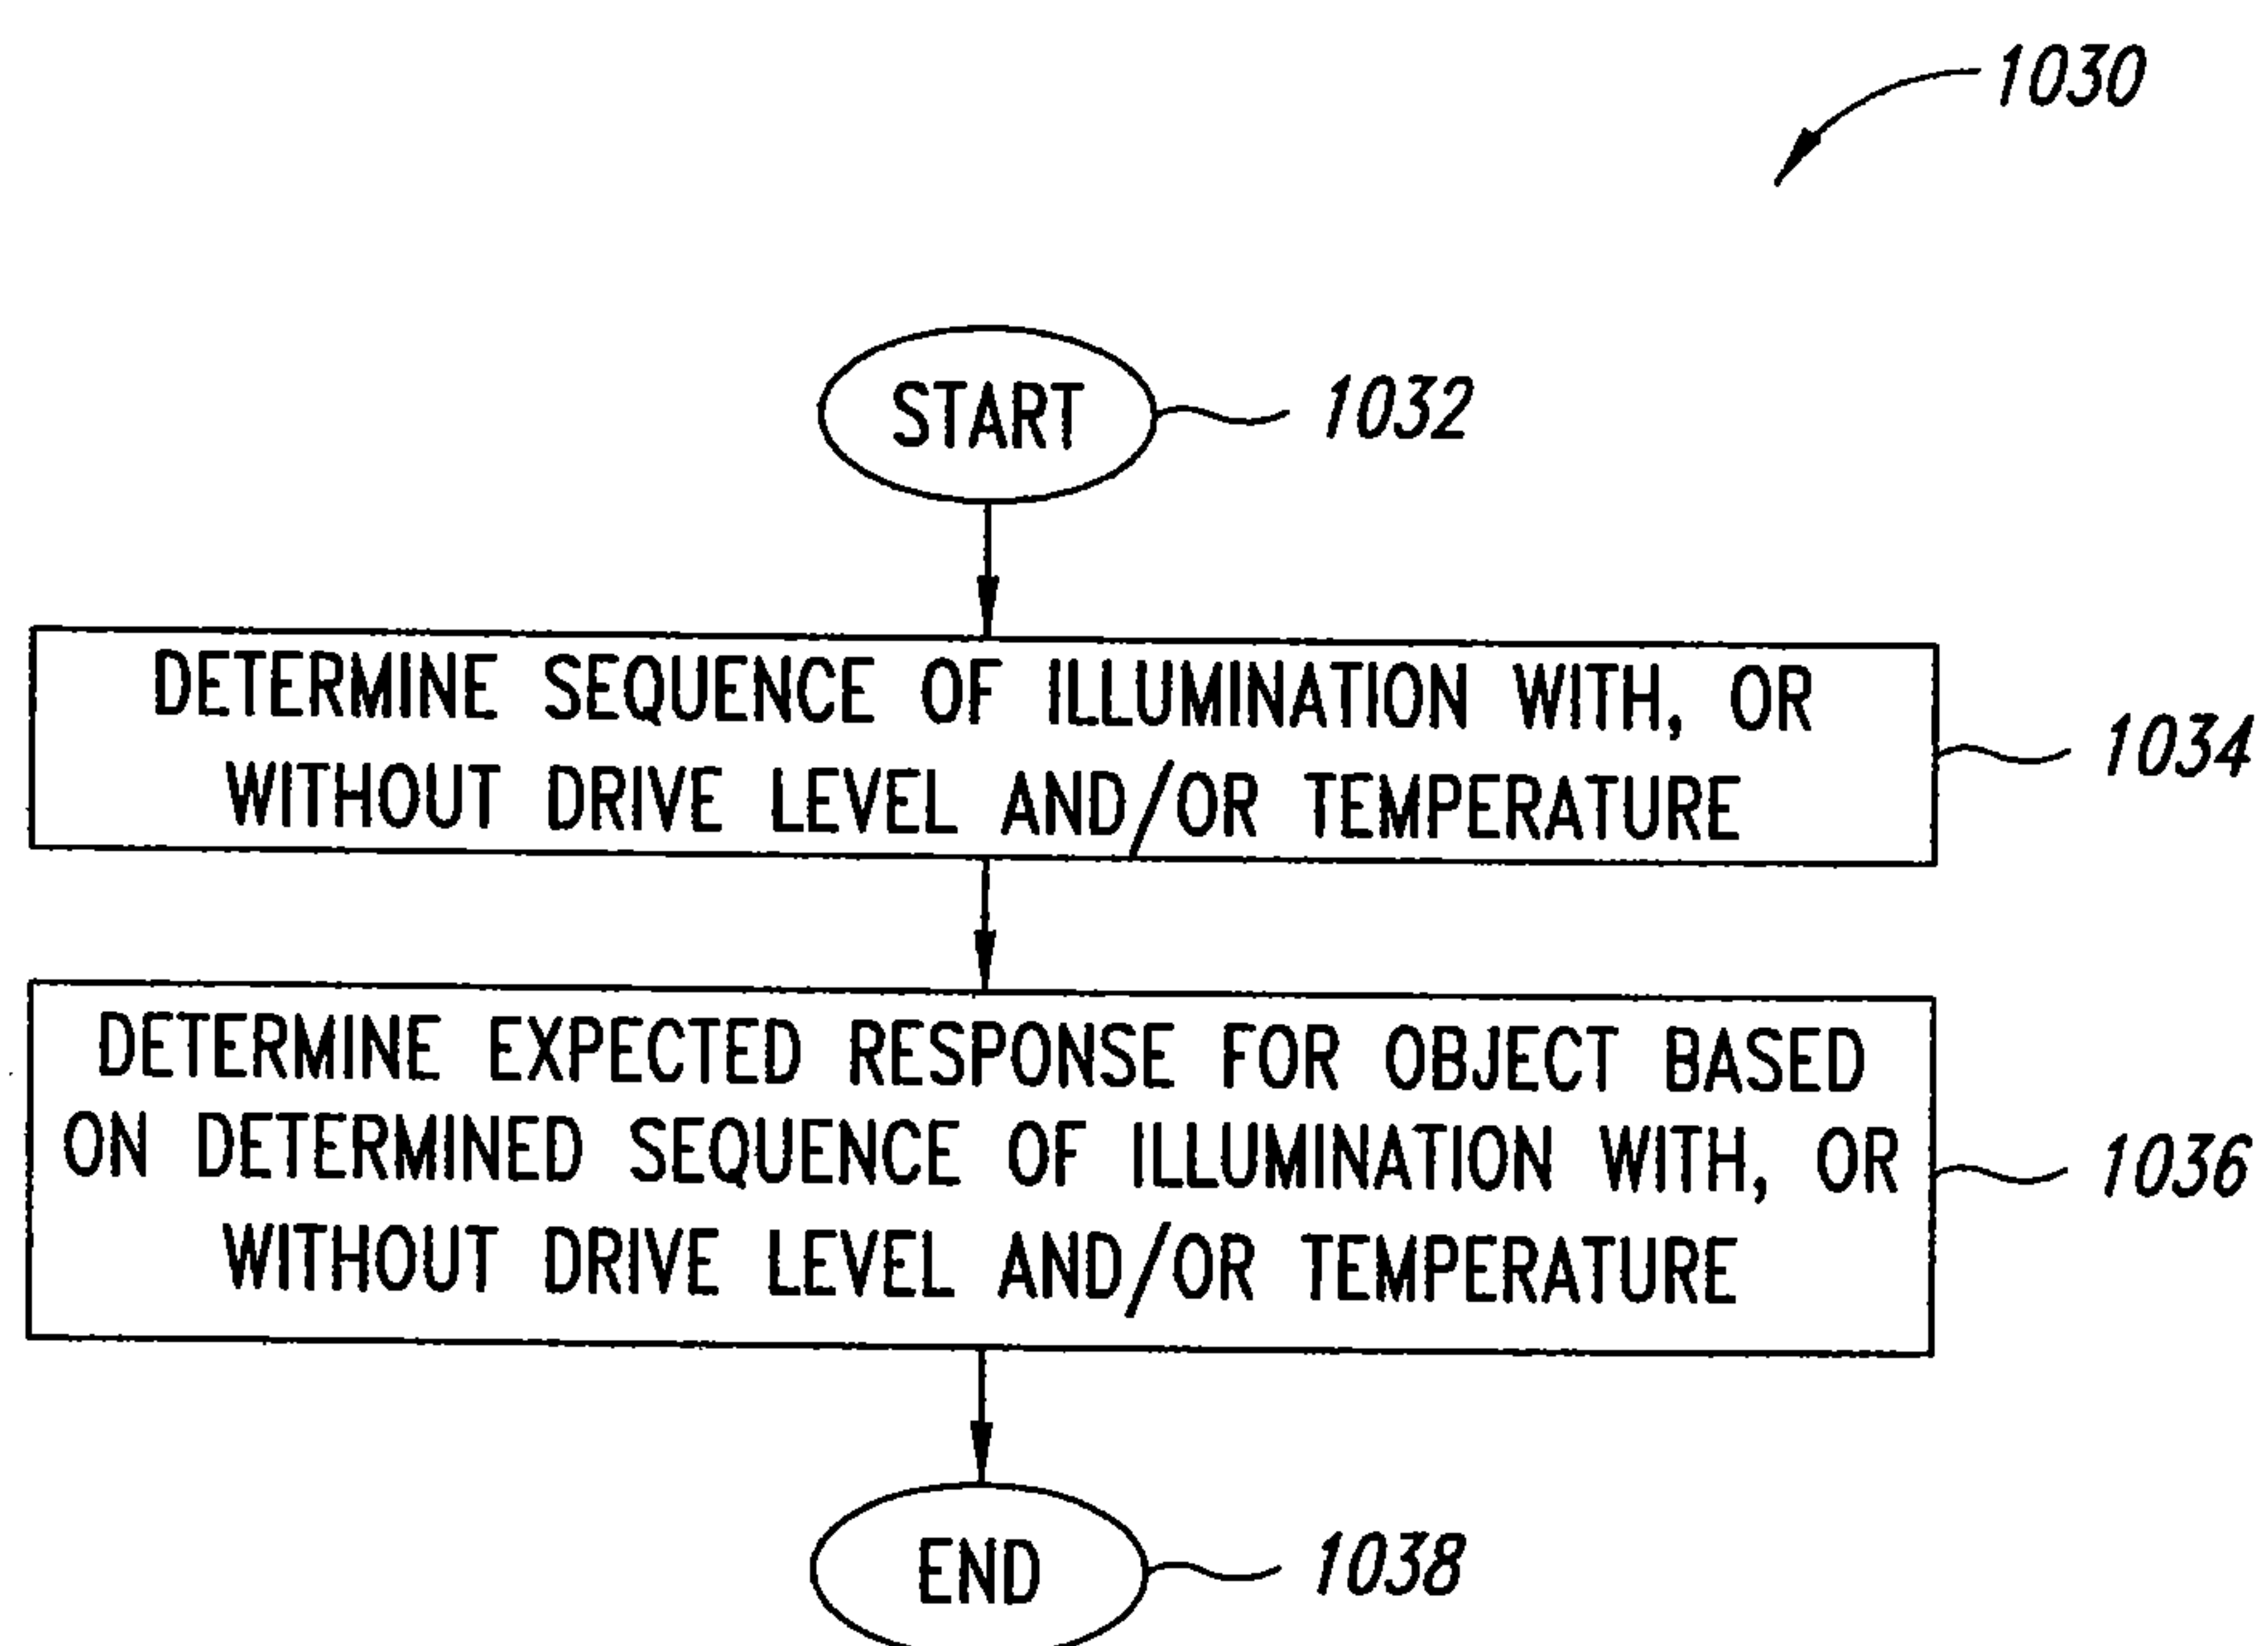 1030
START
1032
DETERMINE SEQUENCE OF ILLUMINATION WITH, OR
WITHOUT DRIVE LEVEL AND/OR TEMPERATURE
1034
DETERMINE EXPECTED RESPONSE FOR OBJECT BASED
ON DETERMINED SEQUENCE OF ILLUMINATION WITH, OR
WITHOUT DRIVE LEVEL AND/OR TEMPERATURE
1036
END
1038